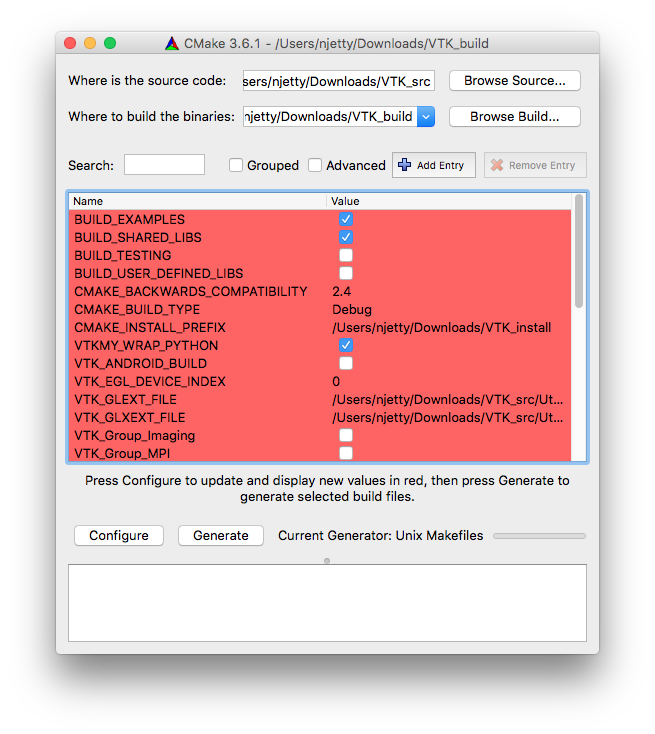 CMake 3.6.1 - /Users/njetty/Downloads/VTK_build
Where is the source code: sers/njetty/Downloads/VTK_src Browse Source...
Where to build the binaries: njetty/Downloads/VTK_build Browse Build...
Search: Grouped Advanced Add Entry Remove Entry
Name Value
BUILD_EXAMPLES
BUILD_SHARED_LIBS
BUILD_TESTING
BUILD_USER_DEFINED_LIBS
CMAKE_BACKWARDS_COMPATIBILITY 2.4
CMAKE_BUILD_TYPE Debug
CMAKE_INSTALL_PREFIX /Users/njetty/Downloads/VTK_install
VTKMY_WRAP_PYTHON
VTK_ANDROID_BUILD
VTK_EGL_DEVICE_INDEX 0
VTK_GLEXT_FILE /Users/njetty/Downloads/VTK_src/Ut...
VTK_GLXEXT_FILE /Users/njetty/Downloads/VTK_src/Ut...
VTK_Group_Imaging
VTK_Group_MPI
Press Configure to update and display new values in red, then press Generate to
generate selected build files.
Configure Generate Current Generator: Unix Makefiles